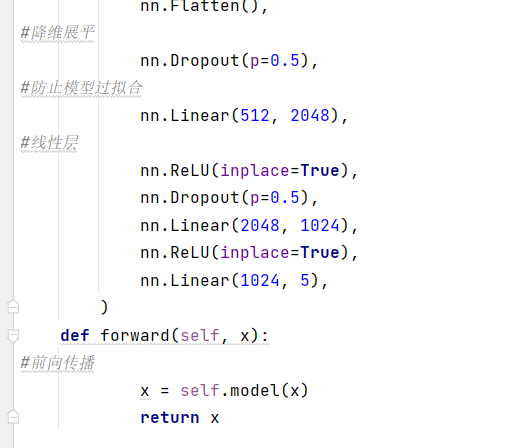 nn.Flatten(),
#降维展平
nn.Dropout(p=0.5),
#防止模型过拟合
nn.Linear(512, 2048),
#线性层
nn.ReLU(inplace=True),
nn.Dropout(p=0.5),
nn.Linear(2048, 1024),
nn.ReLU(inplace=True),
nn.Linear(1024, 5),
)
def forward(self, x):
#前向传播
x = self.model(x)
return x